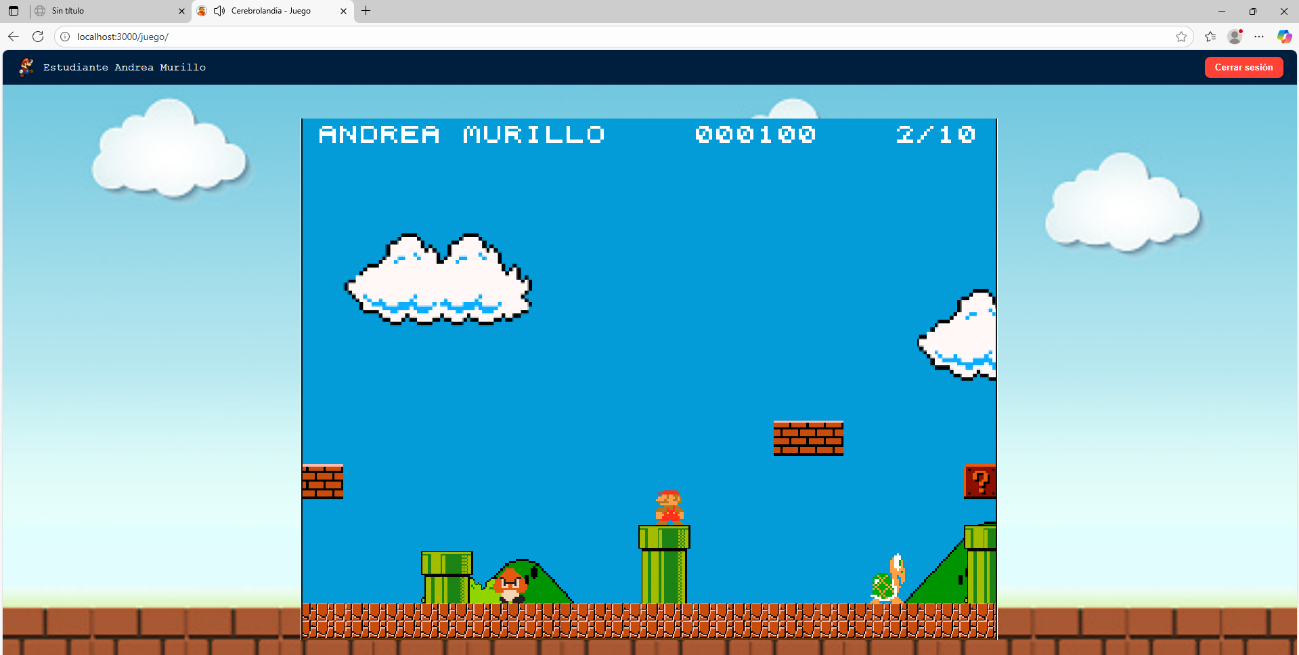 Sin título
Cerebrolandia - Juego
localhost:3000/juego/
Estudiante Andrea Murillo
Cerrar sesión
ANDREA MURILLO 000100 2/10
?